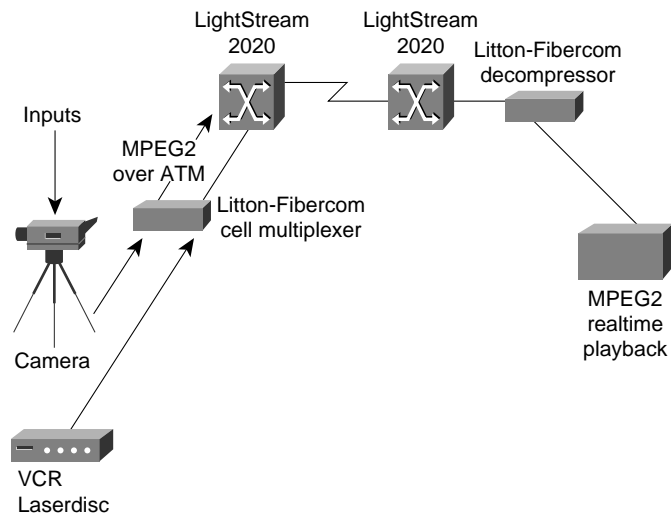 LightStream
2020
LightStream
2020
Litton-Fibercom
decompressor
Inputs
MPEG2
over ATM
Litton-Fibercom
cell multiplexer
MPEG2
realtime
playback
Camera
VCR
Laserdisc